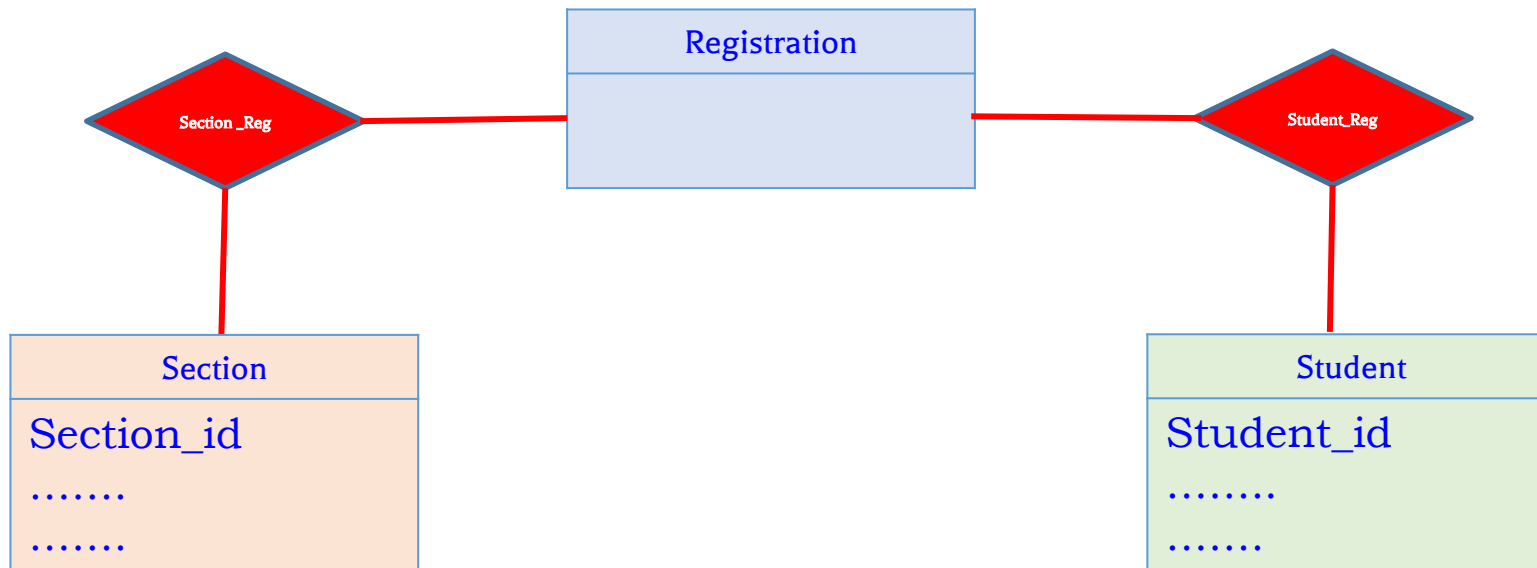 Registration
Section _Reg
Student_Reg
Section
Section_id
.......
.......
Student
Student_id
........
.......